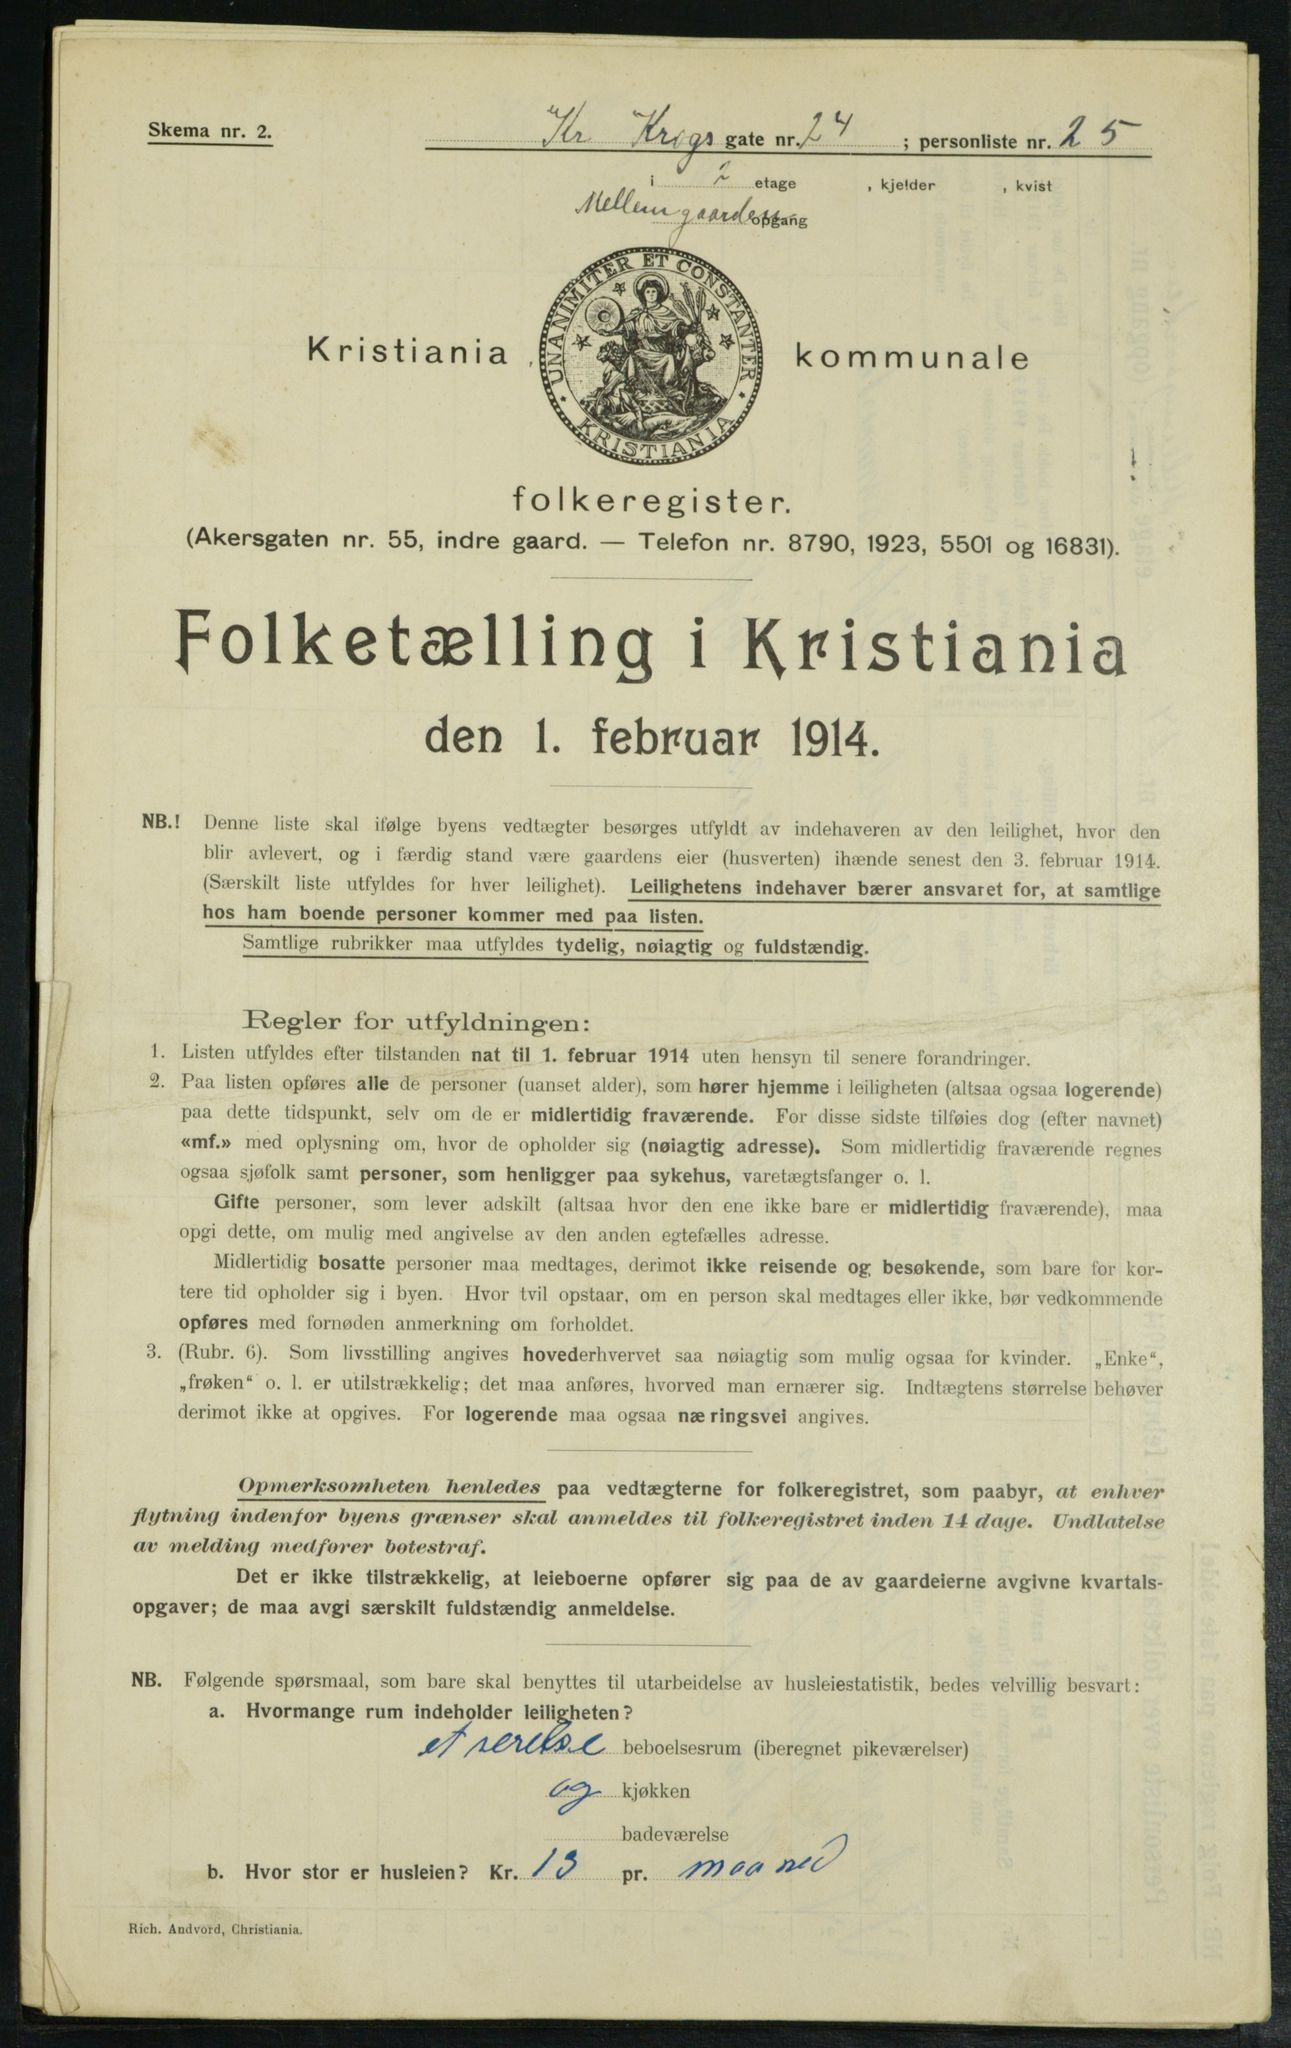 Skema nr. 2.
Kr Krogs gate nr. 24 ; personliste nr. 25
i 2 etage , kjelder , kvist
Mellemgaarden opgang
UNANIMITER ET CONSTANTER
KRISTIANIA
Kristiania kommunale
folkeregister.
(Akersgaten nr. 55, indre gaard. — Telefon nr. 8790, 1923, 5501 og 16831).
Folketælling i Kristiania
den 1. februar 1914.
NB.! Denne liste skal ifølge byens vedtægter besørges utfyldt av indehaveren av den leilighet, hvor den
blir avlevert, og i færdig stand være gaardens eier (husverten) ihænde senest den 3. februar 1914.
(Særskilt liste utfyldes for hver leilighet). Leilighetens indehaver bærer ansvaret for, at samtlige
hos ham boende personer kommer med paa listen.
Samtlige rubrikker maa utfyldes tydelig, nøiagtig og fuldstændig.
Regler for utfyldningen:
1. Listen utfyldes efter tilstanden nat til 1. februar 1914 uten hensyn til senere forandringer.
2. Paa listen opføres alle de personer (uanset alder), som hører hjemme i leiligheten (altsaa ogsaa logerende)
paa dette tidspunkt, selv om de er midlertidig fraværende. For disse sidste tilføies dog (efter navnet)
«mf.» med oplysning om, hvor de opholder sig (nøiagtig adresse). Som midlertidig fraværende regnes
ogsaa sjøfolk samt personer, som henligger paa sykehus, varetægtsfanger o. l.
Gifte personer, som lever adskilt (altsaa hvor den ene ikke bare er midlertidig fraværende), maa
opgi dette, om mulig med angivelse av den anden egtefælles adresse.
Midlertidig bosatte personer maa medtages, derimot ikke reisende og besøkende, som bare for kor-
tere tid opholder sig i byen. Hvor tvil opstaar, om en person skal medtages eller ikke, bør vedkommende
opføres med fornøden anmerkning om forholdet.
3. (Rubr. 6). Som livsstilling angives hovederhvervet saa nøiagtig som mulig ogsaa for kvinder. „Enke“,
„frøken“ o. l. er utilstrækkelig; det maa anføres, hvorved man ernærer sig. Indtægtens størrelse behøver
derimot ikke at opgives. For logerende maa ogsaa næringsvei angives.
Opmerksomheten henledes paa vedtægterne for folkeregistret, som paabyr, at enhver
flytning indenfor byens grænser skal anmeldes til folkeregistret inden 14 dage. Undlatelse
av melding medfører botestraf.
Det er ikke tilstrækkelig, at leieboerne opfører sig paa de av gaardeierne avgivne kvartals-
opgaver; de maa avgi særskilt fuldstændig anmeldelse.
NB. Følgende spørsmaal, som bare skal benyttes til utarbeidelse av husleiestatistik, bedes velvillig besvart:
a. Hvormange rum indeholder leiligheten?
et verelse beboelsesrum (iberegnet pikeværelser)
og kjøkken
badeværelse
b. Hvor stor er husleien? Kr. 13 pr. maaned
Rich. Andvord, Christiania.